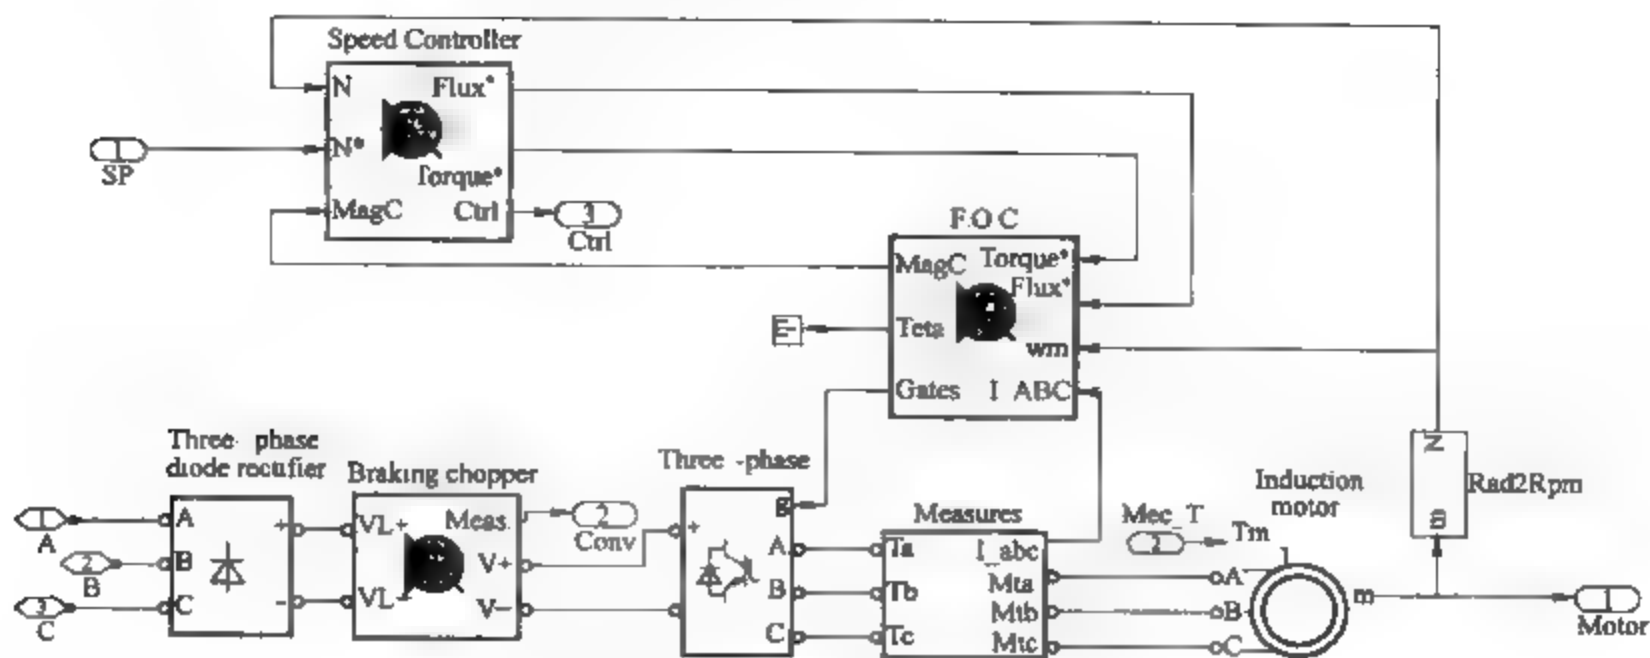 Speed Controller
N
Flux*
1
SP
N*
Torque*
MagC
Ctrl
3
Ctrl
F.O.C
MagC
Torque*
Flux*
Teta
wm
Gates
I ABC
Three- phase
diode rectifier
Braking chopper
Three -phase
Measures
Induction
motor
Rad2Rpm
N
m
1
A
2
B
3
C
A
B
C
+
-
VL+
VL-
Meas.
V+
V-
2
Conv
+
g
A
B
C
Ta
Tb
Tc
I_abc
Mta
Mtb
Mtc
Mec_T
2
Tm
A
B
C
m
1
Motor